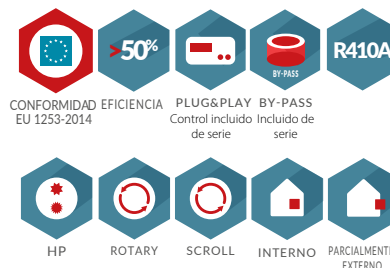 >50%
BY-PASS
R410A
CONFORMIDAD
EU 1253-2014
EFICIENCIA
PLUG&PLAY
Control incluido
de serie
BY-PASS
Incluido de
serie
HP
ROTARY
SCROLL
INTERNO
PARCIALMENTE
EXTERNO